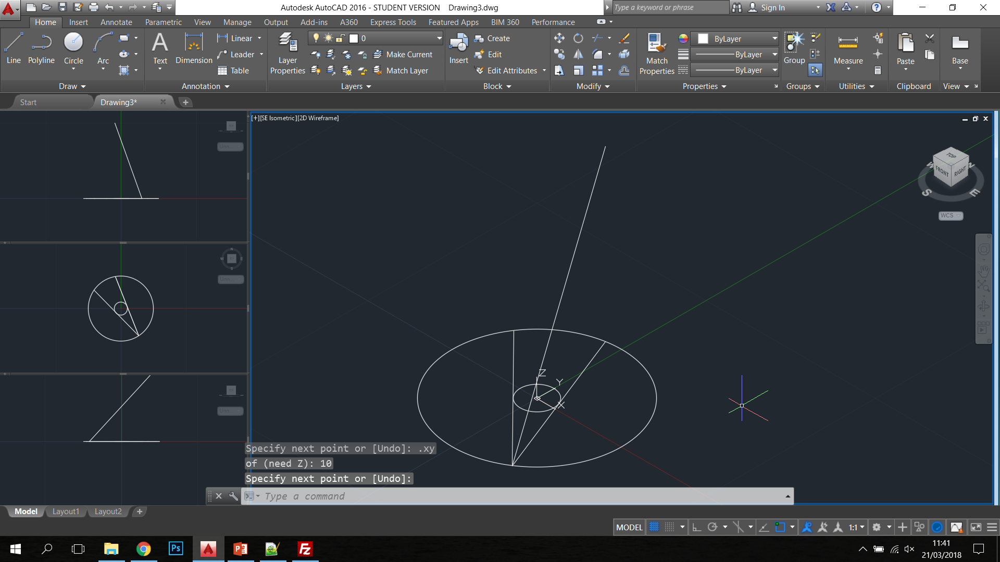 Autodesk AutoCAD 2016 - STUDENT VERSION Drawing3.dwg
Type a keyword or phrase
Sign In
Home Insert Annotate Parametric View Manage Output Add-ins A360 Express Tools Featured Apps BIM 360 Performance
Line Polyline Circle Arc
Draw
Text Dimension
Linear
Leader
Table
Annotation
Layer Properties
0
Make Current
Match Layer
Layers
Insert
Create
Edit
Edit Attributes
Block
Modify
Match Properties
ByLayer
ByLayer
ByLayer
Properties
Group
Groups
Measure
Utilities
Paste
Clipboard
Base
View
Start Drawing3*
[+][SE Isometric][2D Wireframe]
TOP
FRONT RIGHT
W N
S E
WCS
N
W E
S
Z
Y
X
Specify next point or [Undo]: .xy
of (need Z): 10
Specify next point or [Undo]:
Type a command
Model Layout1 Layout2
MODEL 1:1
Ps
Fz
11:41
21/03/2018